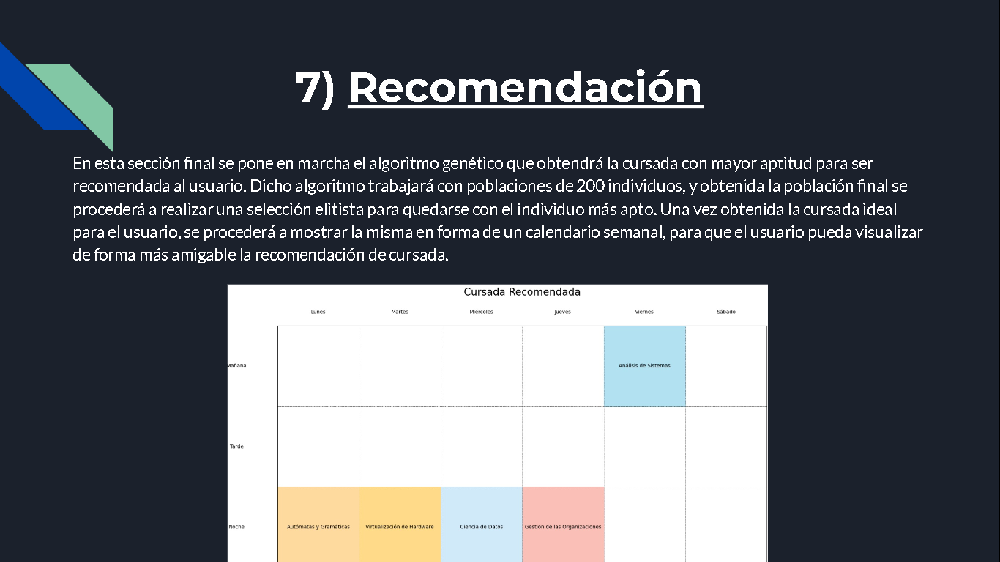 7) Recomendación
En esta sección final se pone en marcha el algoritmo genético que obtendrá la cursada con mayor aptitud para ser
recomendada al usuario. Dicho algoritmo trabajará con poblaciones de 200 individuos, y obtenida la población final se
procederá a realizar una selección elitista para quedarse con el individuo más apto. Una vez obtenida la cursada ideal
para el usuario, se procederá a mostrar la misma en forma de un calendario semanal, para que el usuario pueda visualizar
de forma más amigable la recomendación de cursada.
Cursada Recomendada
Lunes Martes Miércoles Jueves Viernes Sábado
Mañana Análisis de Sistemas
Tarde
Noche Autómatas y Gramáticas Virtualización de Hardware Ciencia de Datos Gestión de las Organizaciones